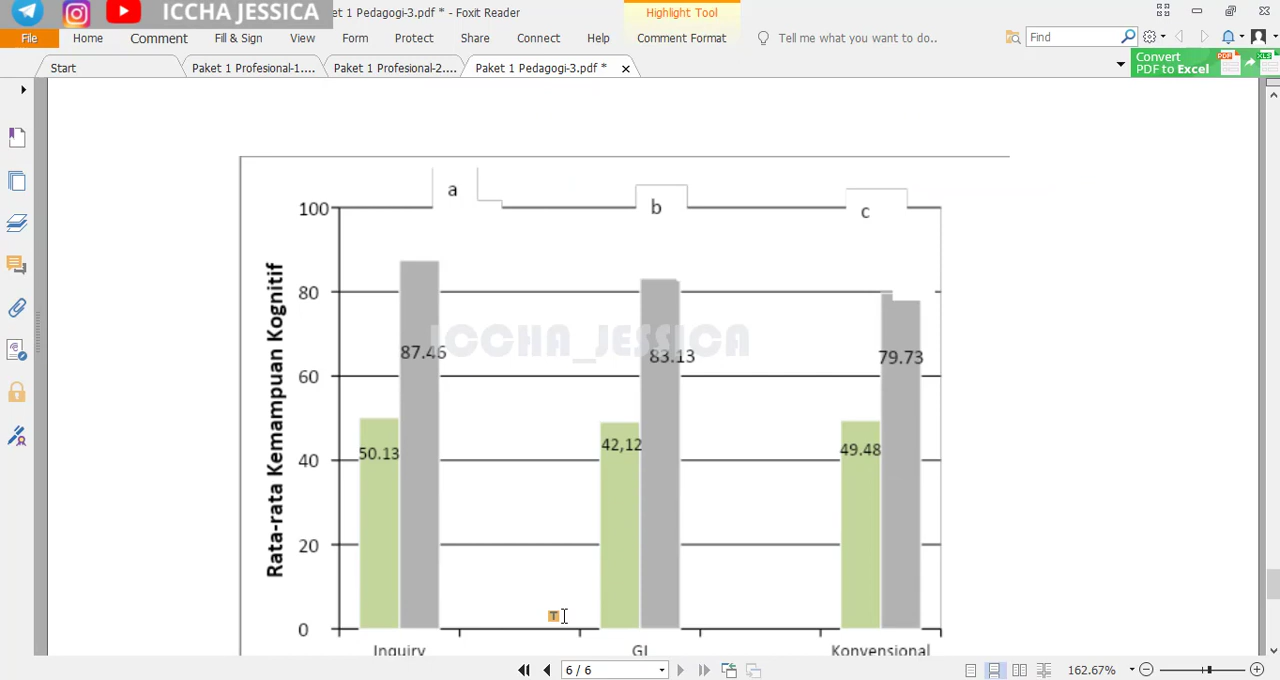 ICCHA JESSICA
et 1 Pedagogi-3.pdf * - Foxit Reader
Highlight Tool
File Home Comment Fill & Sign View Form Protect Share Connect Help Comment Format Tell me what you want to do.. Find
Start Paket 1 Profesional-1.... Paket 1 Profesional-2.... Paket 1 Pedagogi-3.pdf *
Convert
PDF to Excel
a
b
c
100
80
60
40
20
0
Rata-rata Kemampuan Kognitif
ICCHA_JESSICA
87.46
83.13
79.73
50.13
42,12
49.48
T
Inquiry GI Konvensional
6 / 6
162.67%